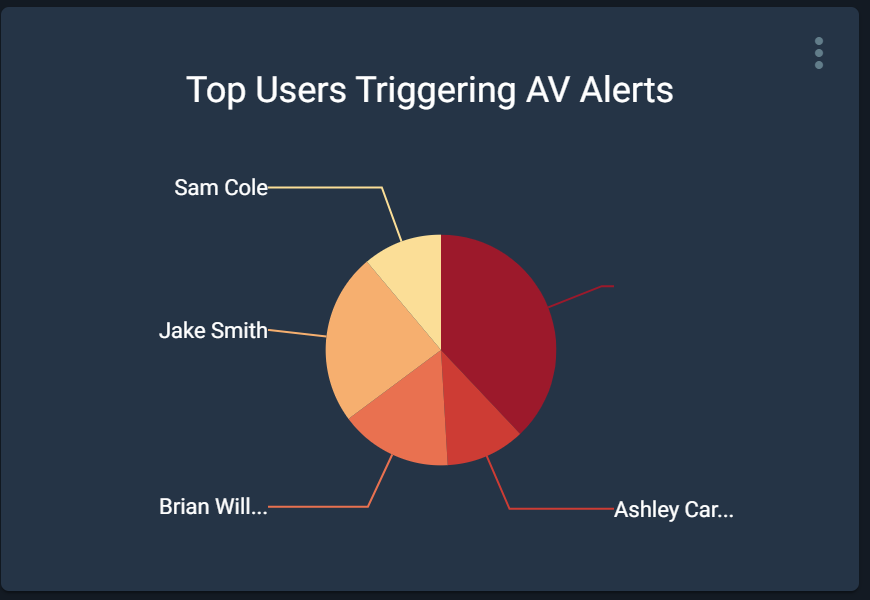 Top Users Triggering AV Alerts
Sam Cole
Jake Smith
Brian Will...
Ashley Car...